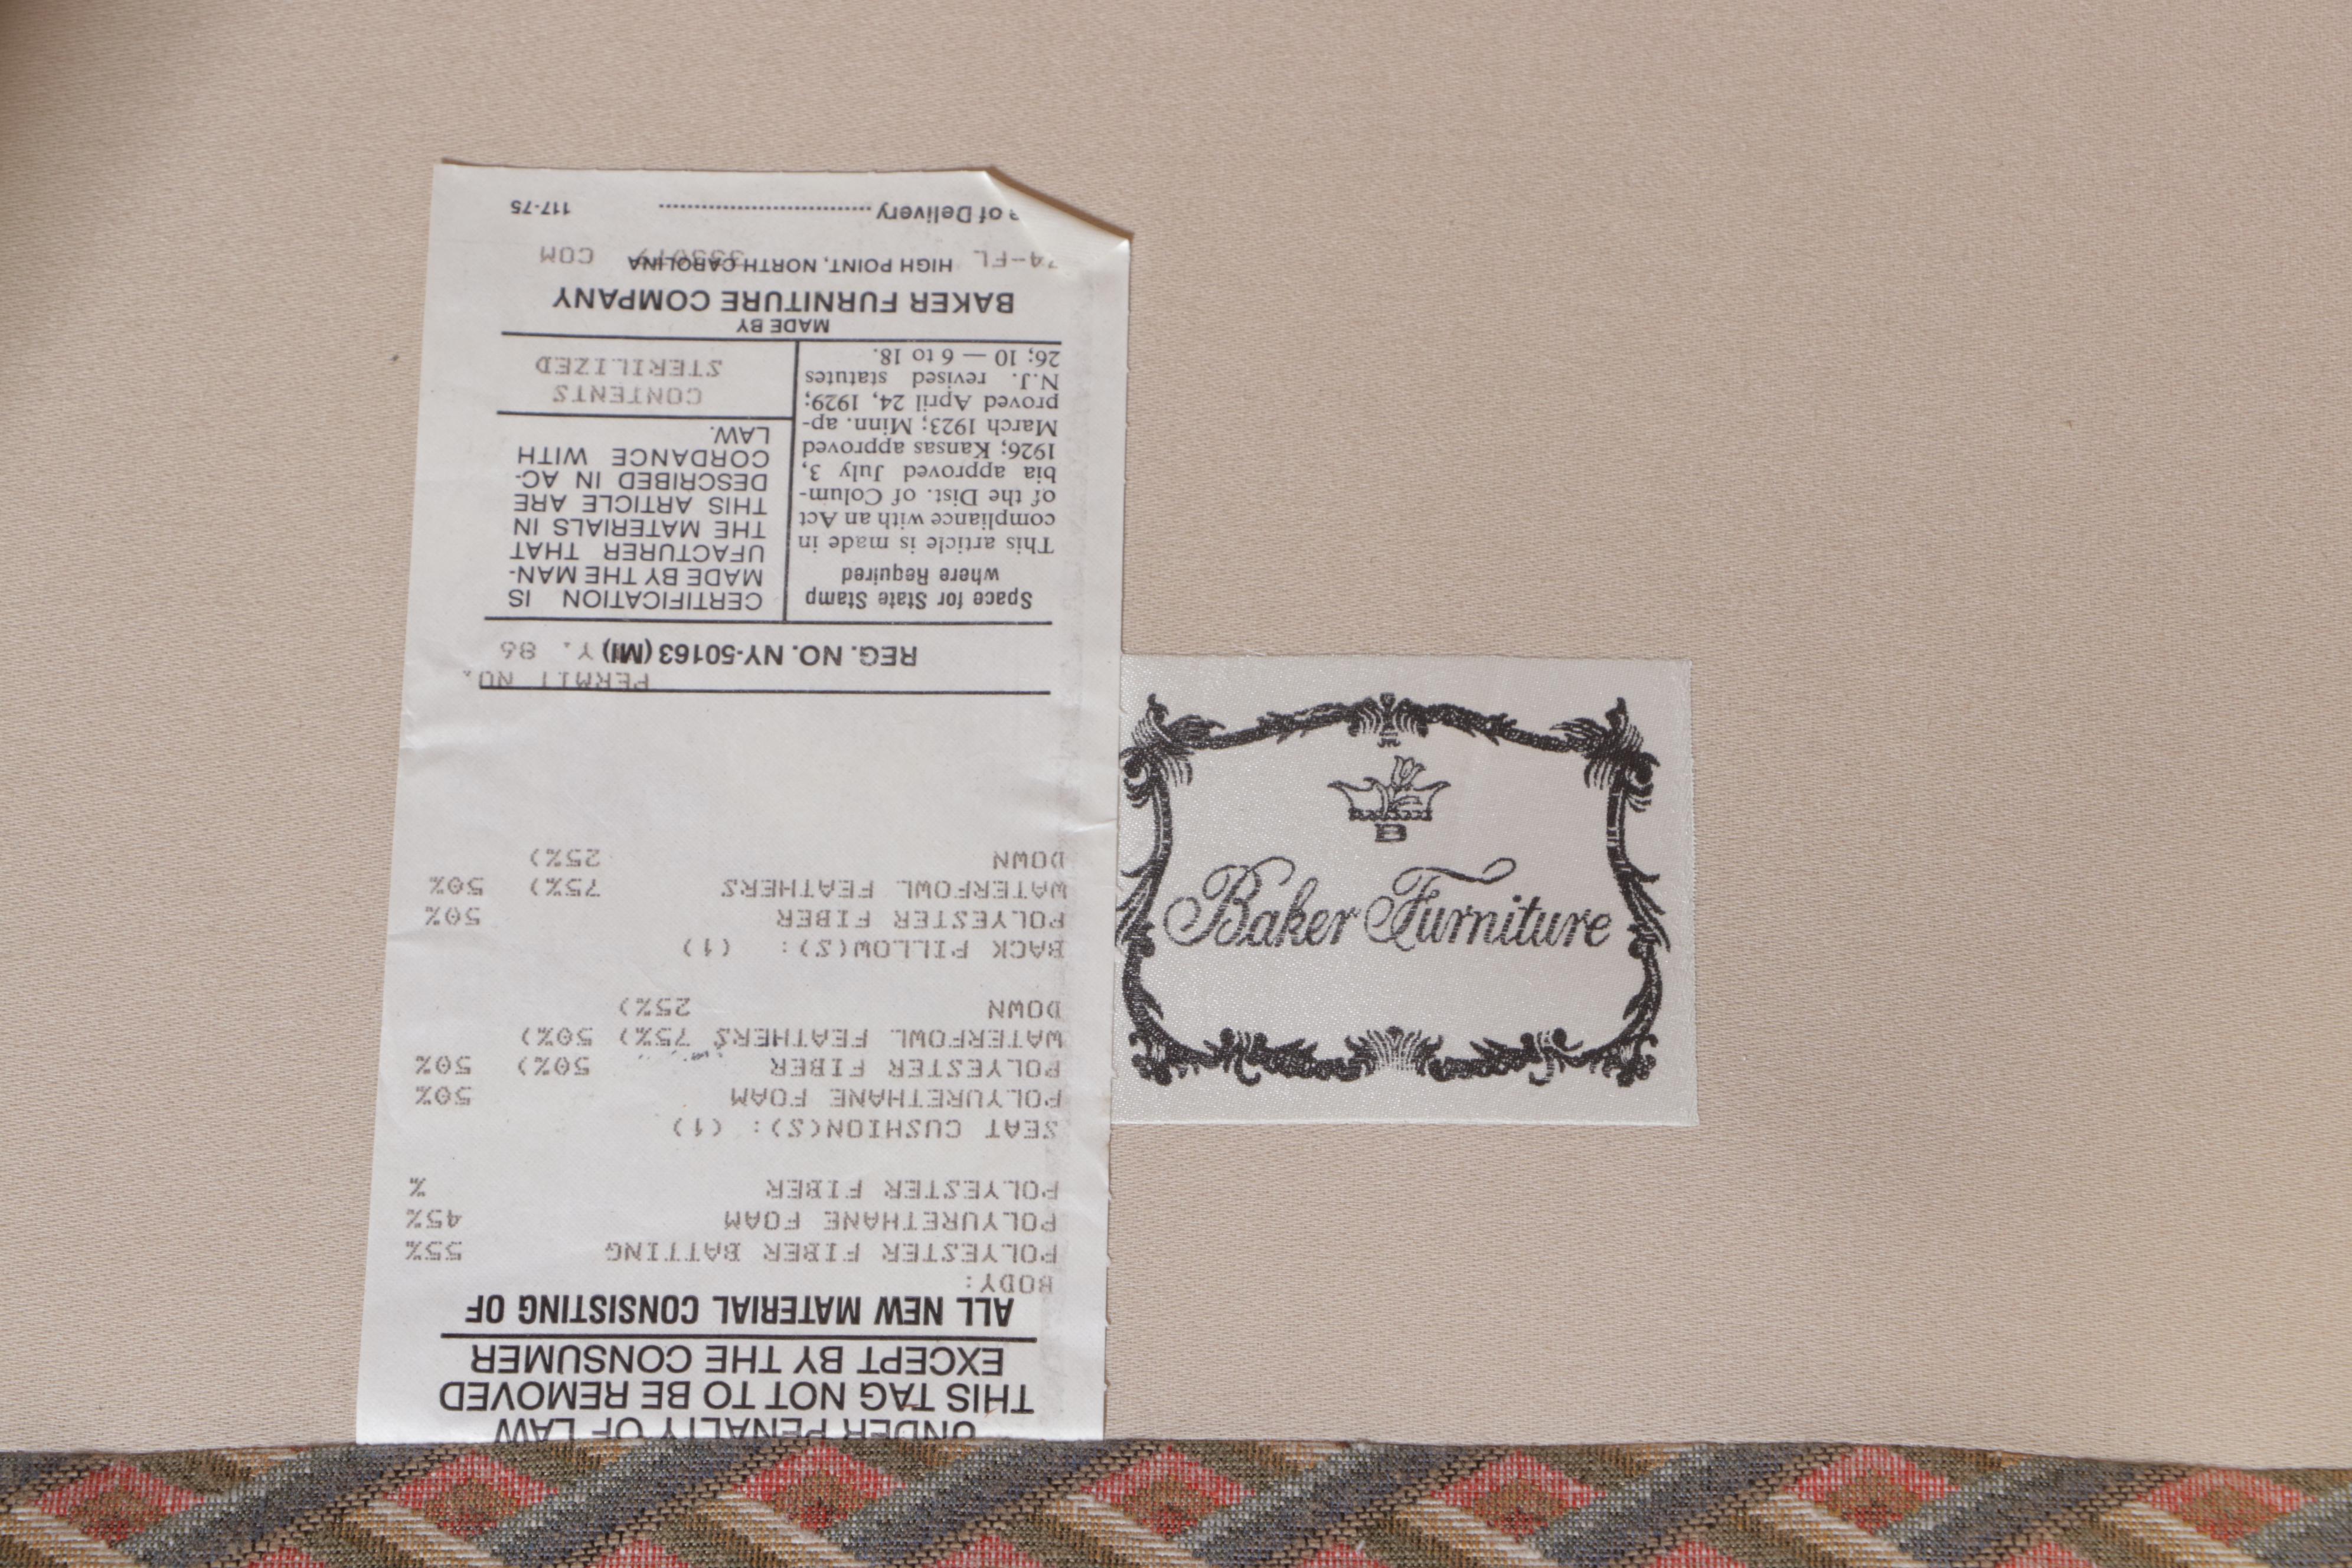 UNDER PENALTY OF LAW
THIS TAG NOT TO BE REMOVED
EXCEPT BY THE CONSUMER
ALL NEW MATERIAL CONSISTING OF
BODY:
POLYESTER FIBER BATTING 55%
POLYURETHANE FOAM 45%
POLYESTER FIBER %
SEAT CUSHION(S): (1)
POLYURETHANE FOAM 50%
POLYESTER FIBER 50%) 50%
WATERFOWL FEATHERS 75%) 50%)
DOWN 25%)
BACK PILLOW(S): (1)
POLYESTER FIBER 50%
WATERFOWL FEATHERS 75%) 50%
DOWN 25%)
PERMIT NO.
REG. NO. NY-50163 (MI) Y. 86
Space for State Stamp
where Required
This article is made in
compliance with an Act
of the Dist. of Colum-
bia approved July 3,
1926; Kansas approved
March 1923; Minn. ap-
proved April 24, 1929;
N.J. revised statutes
26; 10 — 6 to 18.
CERTIFICATION IS
MADE BY THE MAN-
UFACTURER THAT
THE MATERIALS IN
THIS ARTICLE ARE
DESCRIBED IN AC-
CORDANCE WITH
LAW.
CONTENTS
STERILIZED
MADE BY
BAKER FURNITURE COMPANY
HIGH POINT, NORTH CAROLINA
74-FL COM
of Delivery 117-75
B
Baker Furniture